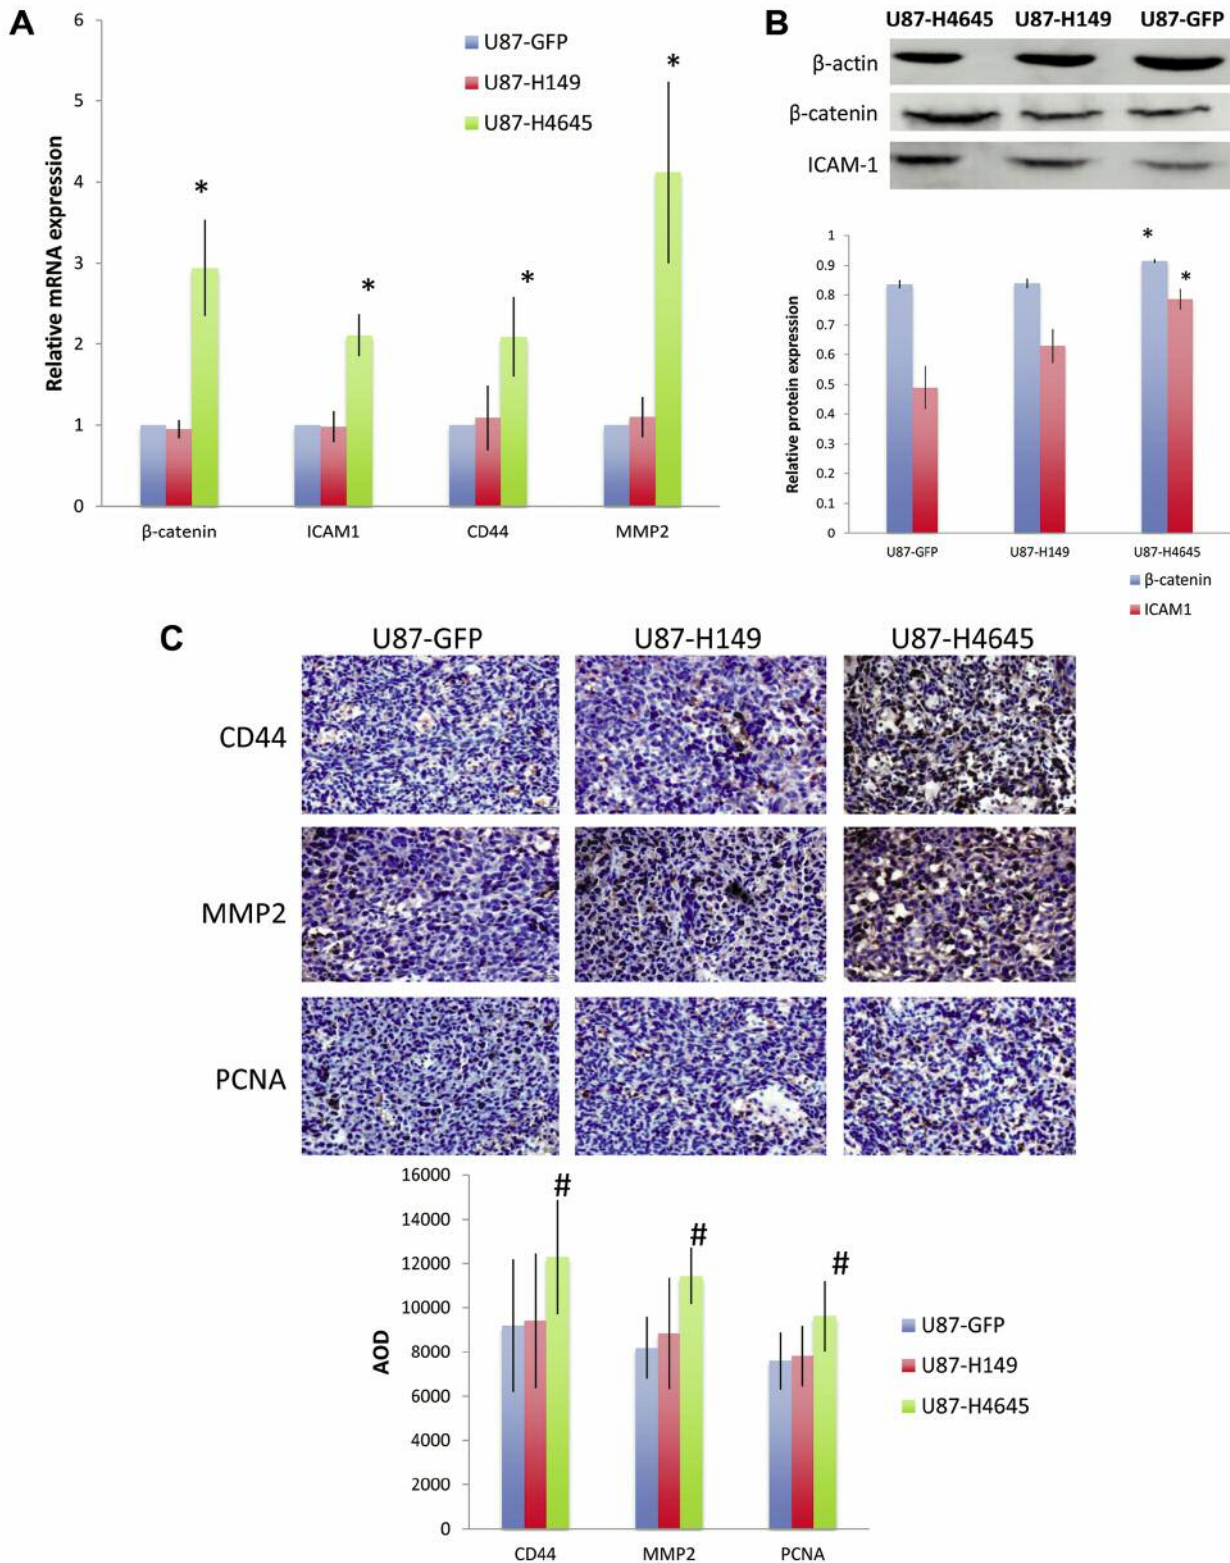 A
6
5
4
3
2
1
0
Relative mRNA expression
U87-GFP
U87-H149
U87-H4645
*
*
*
*
β-catenin
ICAM1
CD44
MMP2
B
U87-H4645 U87-H149 U87-GFP
β-actin
β-catenin
ICAM-1
1
0.9
0.8
0.7
0.6
0.5
0.4
0.3
0.2
0.1
0
Relative protein expression
*
*
U87-GFP
U87-H149
U87-H4645
β-catenin
ICAM1
C
U87-GFP
U87-H149
U87-H4645
CD44
MMP2
PCNA
16000
14000
12000
10000
8000
6000
4000
2000
0
AOD
#
#
#
CD44
MMP2
PCNA
U87-GFP
U87-H149
U87-H4645